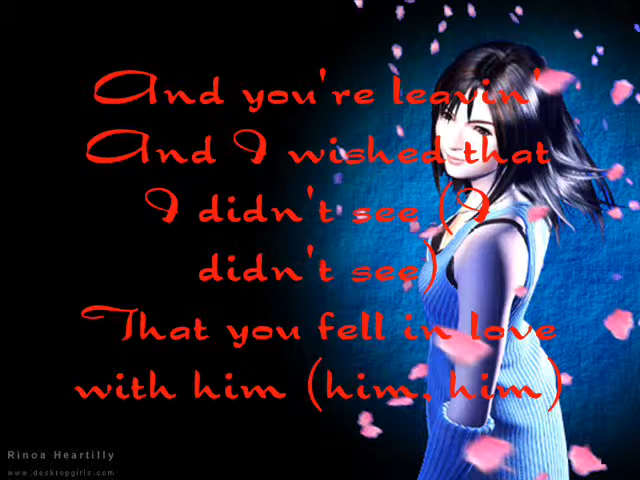 And you're leavin'
And I wished that
I didn't see (I
didn't see)
That you fell in love
with him (him, him)
Rinoa Heartilly
www.desktopgirls.com